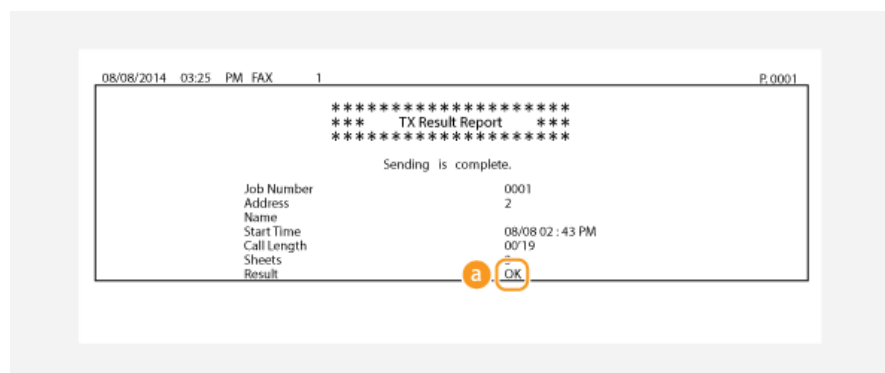 08/08/2014 03:25 PM FAX 1 P.0001
********************
*** TX Result Report ***
********************
Sending is complete.
Job Number 0001
Address 2
Name
Start Time 08/08 02 : 43 PM
Call Length 00'19
Sheets
Result OK
a